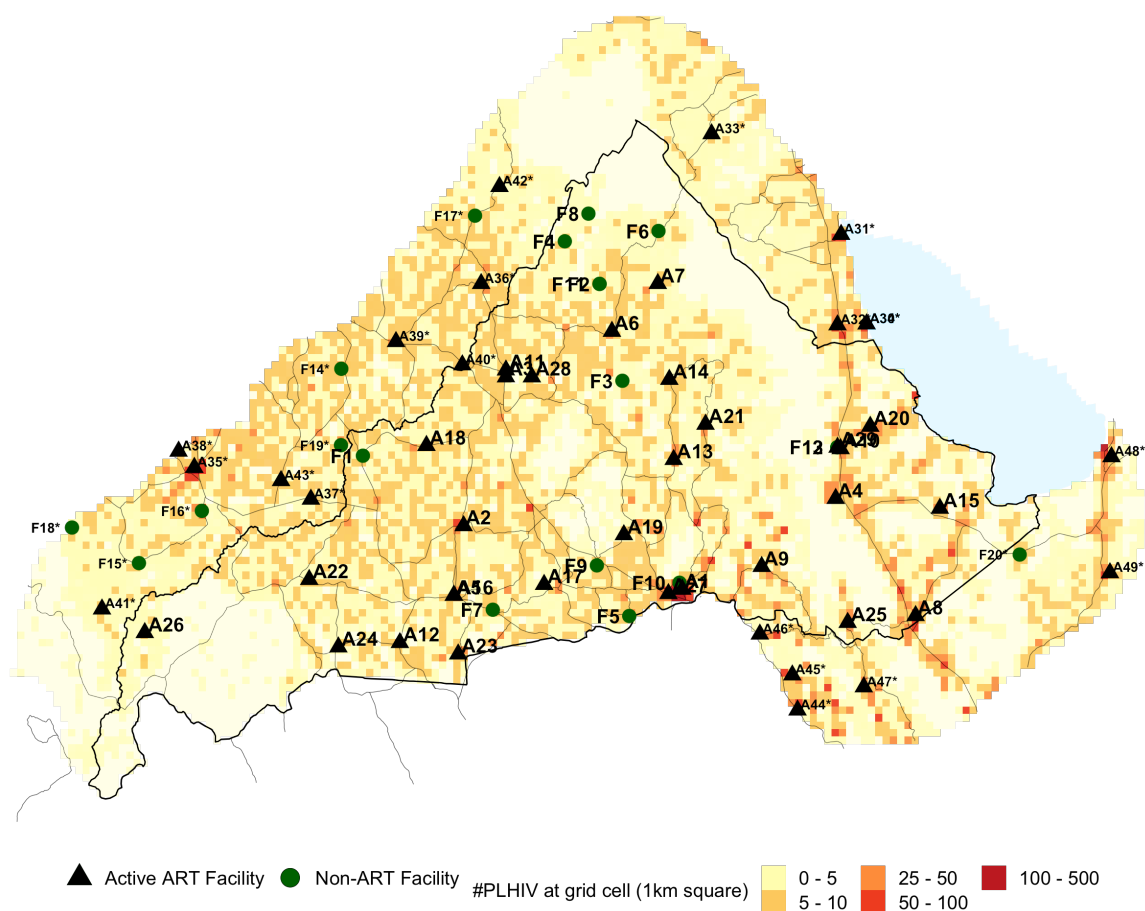 A33*
A42*
F17*
F8
F6
F4
A31*
A36*
A7
A6
A32*
A39*
A40*
A11
A28
F14*
F3
A14
A21
A20
A18
F19*
F1
A38*
A35*
A13
A48*
A43*
A37*
A4
A15
F16*
F18*
A2
A19
F20*
F15*
A22
A17
F9
A9
A49*
F10
A41*
A26
F7
F5
A25
A8
A24
A12
A23
A46*
A45*
A47*
A44*
Active ART Facility
Non-ART Facility
#PLHIV at grid cell (1km square)
0 - 5
25 - 50
100 - 500
5 - 10
50 - 100